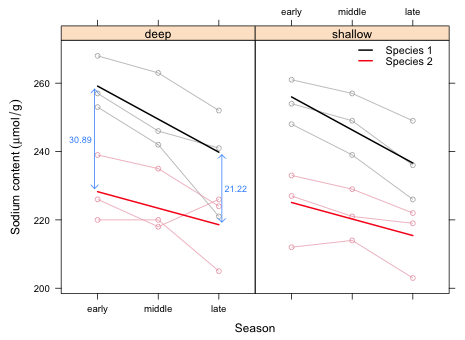 early middle late
deep shallow
Species 1
Species 2
Sodium content (μmol/g)
260
240
220
200
30.89
21.22
early middle late
Season